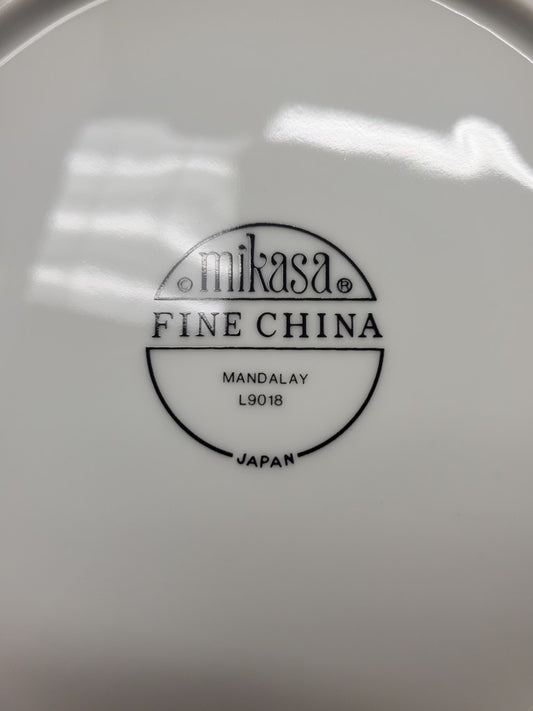 © mikasa ®
FINE CHINA
MANDALAY
L9018
JAPAN